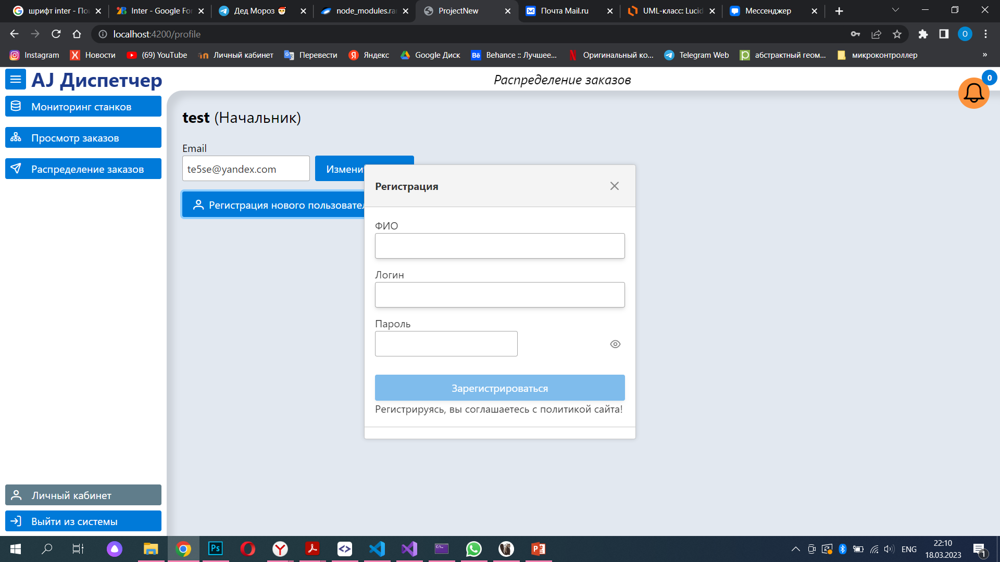 шрифт inter - По
Inter - Google Fo
Дед Мороз
node_modules.ra
ProjectNew
Почта Mail.ru
UML-класс: Lucid
Мессенджер
localhost:4200/profile
O
Instagram
Новости
(69) YouTube
Личный кабинет
Перевести
Яндекс
Google Диск
Behance :: Лучшее...
Оригинальный ко...
Telegram Web
абстрактный геом...
микроконтроллер
»
AJ Диспетчер
Распределение заказов
0
Мониторинг станков
Просмотр заказов
Распределение заказов
test (Начальник)
Email
te5se@yandex.com
Изменит
Регистрация нового пользовател
Регистрация
ФИО
Логин
Пароль
Зарегистрироваться
Регистрируясь, вы соглашаетесь с политикой сайта!
Личный кабинет
Выйти из системы
Ps
ENG
22:10
18.03.2023
1